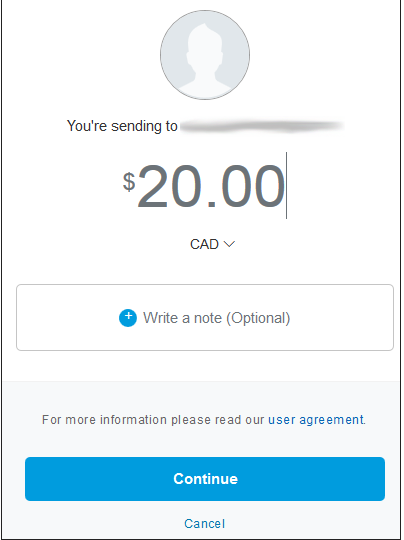 You're sending to
$20.00
CAD
Write a note (Optional)
For more information please read our user agreement.
Continue
Cancel